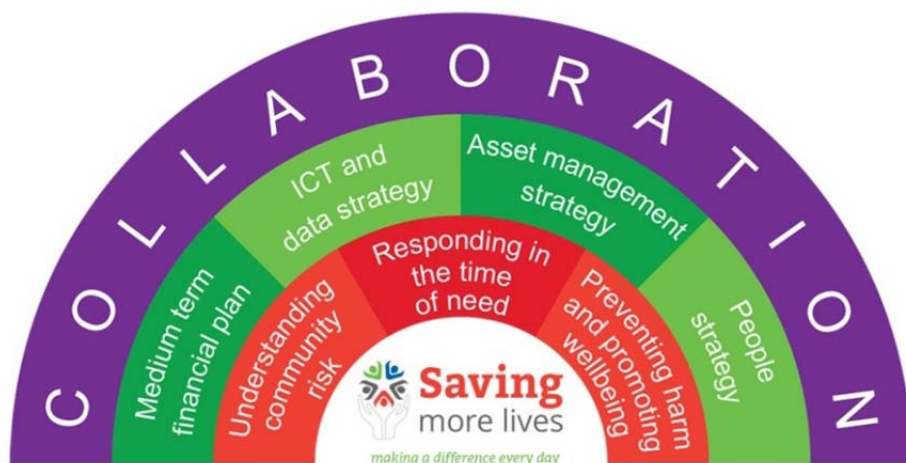 COLLABORATION
Medium term
financial plan
ICT and
data strategy
Asset management
strategy
People
strategy
Understanding
community
risk
Responding in
the time
of need
Preventing harm
and promoting
wellbeing
Saving
more lives
making a difference every day